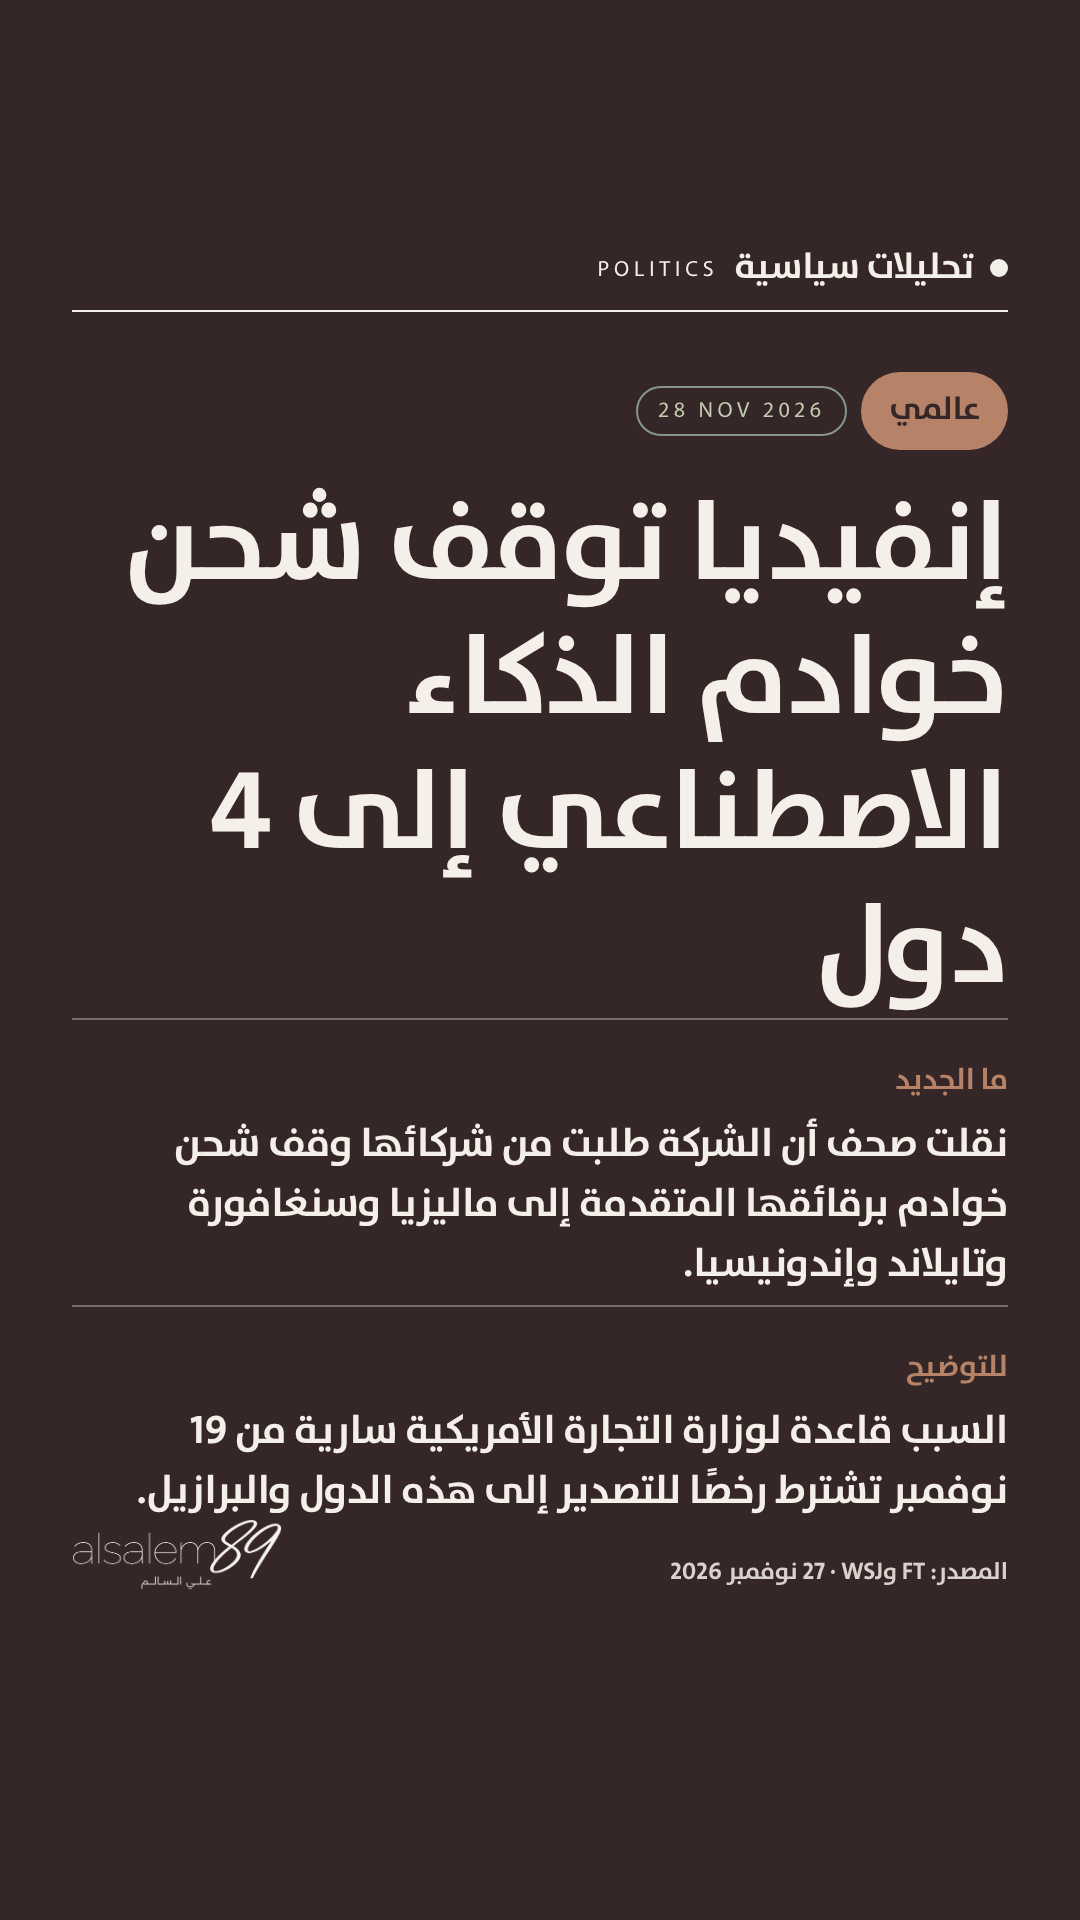 تحليلات سياسية POLITICS
عالمي 28 NOV 2026
إنفيديا توقف شحن
خوادم الذكاء
الاصطناعي إلى 4
دول
ما الجديد
نقلت صحف أن الشركة طلبت من شركائها وقف شحن
خوادم برقائقها المتقدمة إلى ماليزيا وسنغافورة
وتايلاند وإندونيسيا.
للتوضيح
السبب قاعدة لوزارة التجارة الأمريكية سارية من 19
نوفمبر تشترط رخصًا للتصدير إلى هذه الدول والبرازيل.
المصدر: FT وWSJ · 27 نوفمبر 2026
alsalem89
علي السالم